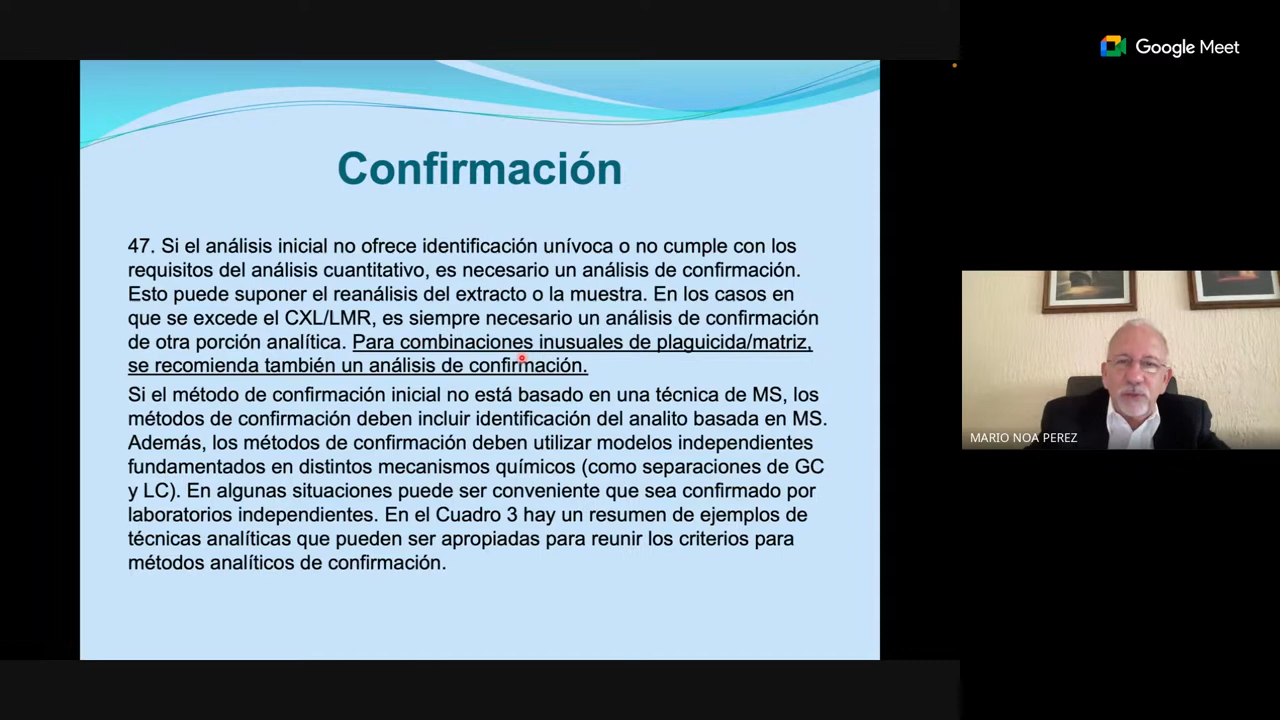 Google Meet
Confirmación
47. Si el análisis inicial no ofrece identificación unívoca o no cumple con los
requisitos del análisis cuantitativo, es necesario un análisis de confirmación.
Esto puede suponer el reanálisis del extracto o la muestra. En los casos en
que se excede el CXL/LMR, es siempre necesario un análisis de confirmación
de otra porción analítica. Para combinaciones inusuales de plaguicida/matriz,
se recomienda también un análisis de confirmación.
Si el método de confirmación inicial no está basado en una técnica de MS, los
métodos de confirmación deben incluir identificación del analito basada en MS.
Además, los métodos de confirmación deben utilizar modelos independientes
fundamentados en distintos mecanismos químicos (como separaciones de GC
y LC). En algunas situaciones puede ser conveniente que sea confirmado por
laboratorios independientes. En el Cuadro 3 hay un resumen de ejemplos de
técnicas analíticas que pueden ser apropiadas para reunir los criterios para
métodos analíticos de confirmación.
MARIO NOA PEREZ